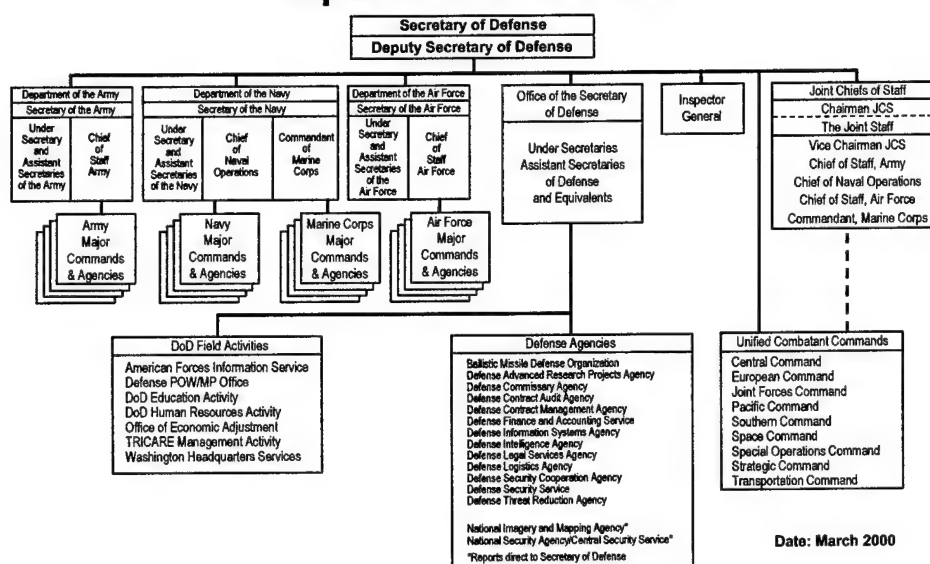 Secretary of Defense
Deputy Secretary of Defense
Department of the Army
Secretary of the Army
Under
Secretary
and
Assistant
Secretaries
of the Army
Chief
of
Staff
Army
Department of the Navy
Secretary of the Navy
Under
Secretary
and
Assistant
Secretaries
of the Navy
Chief
of
Naval
Operations
Commandant
of
Marine
Corps
Department of the Air Force
Secretary of the Air Force
Under
Secretary
and
Assistant
Secretaries
of the
Air Force
Chief
of
Staff
Air Force
Office of the Secretary
of Defense
Under Secretaries
Assistant Secretaries
of Defense
and Equivalents
Inspector
General
Joint Chiefs of Staff
Chairman JCS
The Joint Staff
Vice Chairman JCS
Chief of Staff, Army
Chief of Naval Operations
Chief of Staff, Air Force
Commandant, Marine Corps
Army
Major
Commands
& Agencies
Navy
Major
Commands
& Agencies
Marine Corps
Major
Commands
& Agencies
Air Force
Major
Commands
& Agencies
DoD Field Activities
American Forces Information Service
Defense POW/MP Office
DoD Education Activity
DoD Human Resources Activity
Office of Economic Adjustment
TRICARE Management Activity
Washington Headquarters Services
Defense Agencies
Ballistic Missile Defense Organization
Defense Advanced Research Projects Agency
Defense Commissary Agency
Defense Contract Audit Agency
Defense Contract Management Agency
Defense Finance and Accounting Service
Defense Information Systems Agency
Defense Intelligence Agency
Defense Legal Services Agency
Defense Logistics Agency
Defense Security Cooperation Agency
Defense Security Service
Defense Threat Reduction Agency
National Imagery and Mapping Agency*
National Security Agency/Central Security Service*
*Reports direct to Secretary of Defense
Unified Combatant Commands
Central Command
European Command
Joint Forces Command
Pacific Command
Southern Command
Space Command
Special Operations Command
Strategic Command
Transportation Command
Date: March 2000